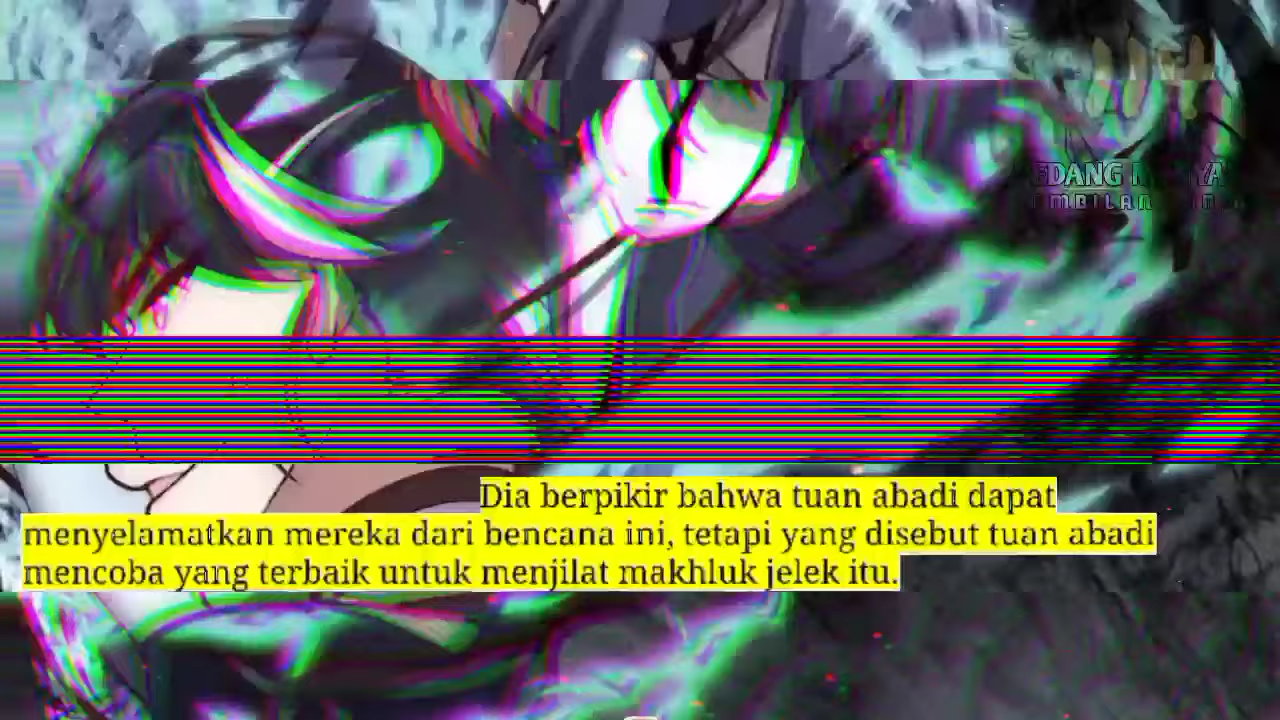 Dia berpikir bahwa tuan abadi dapat
menyelamatkan mereka dari bencana ini, tetapi yang disebut tuan abadi
mencoba yang terbaik untuk menjilat makhluk jelek itu.